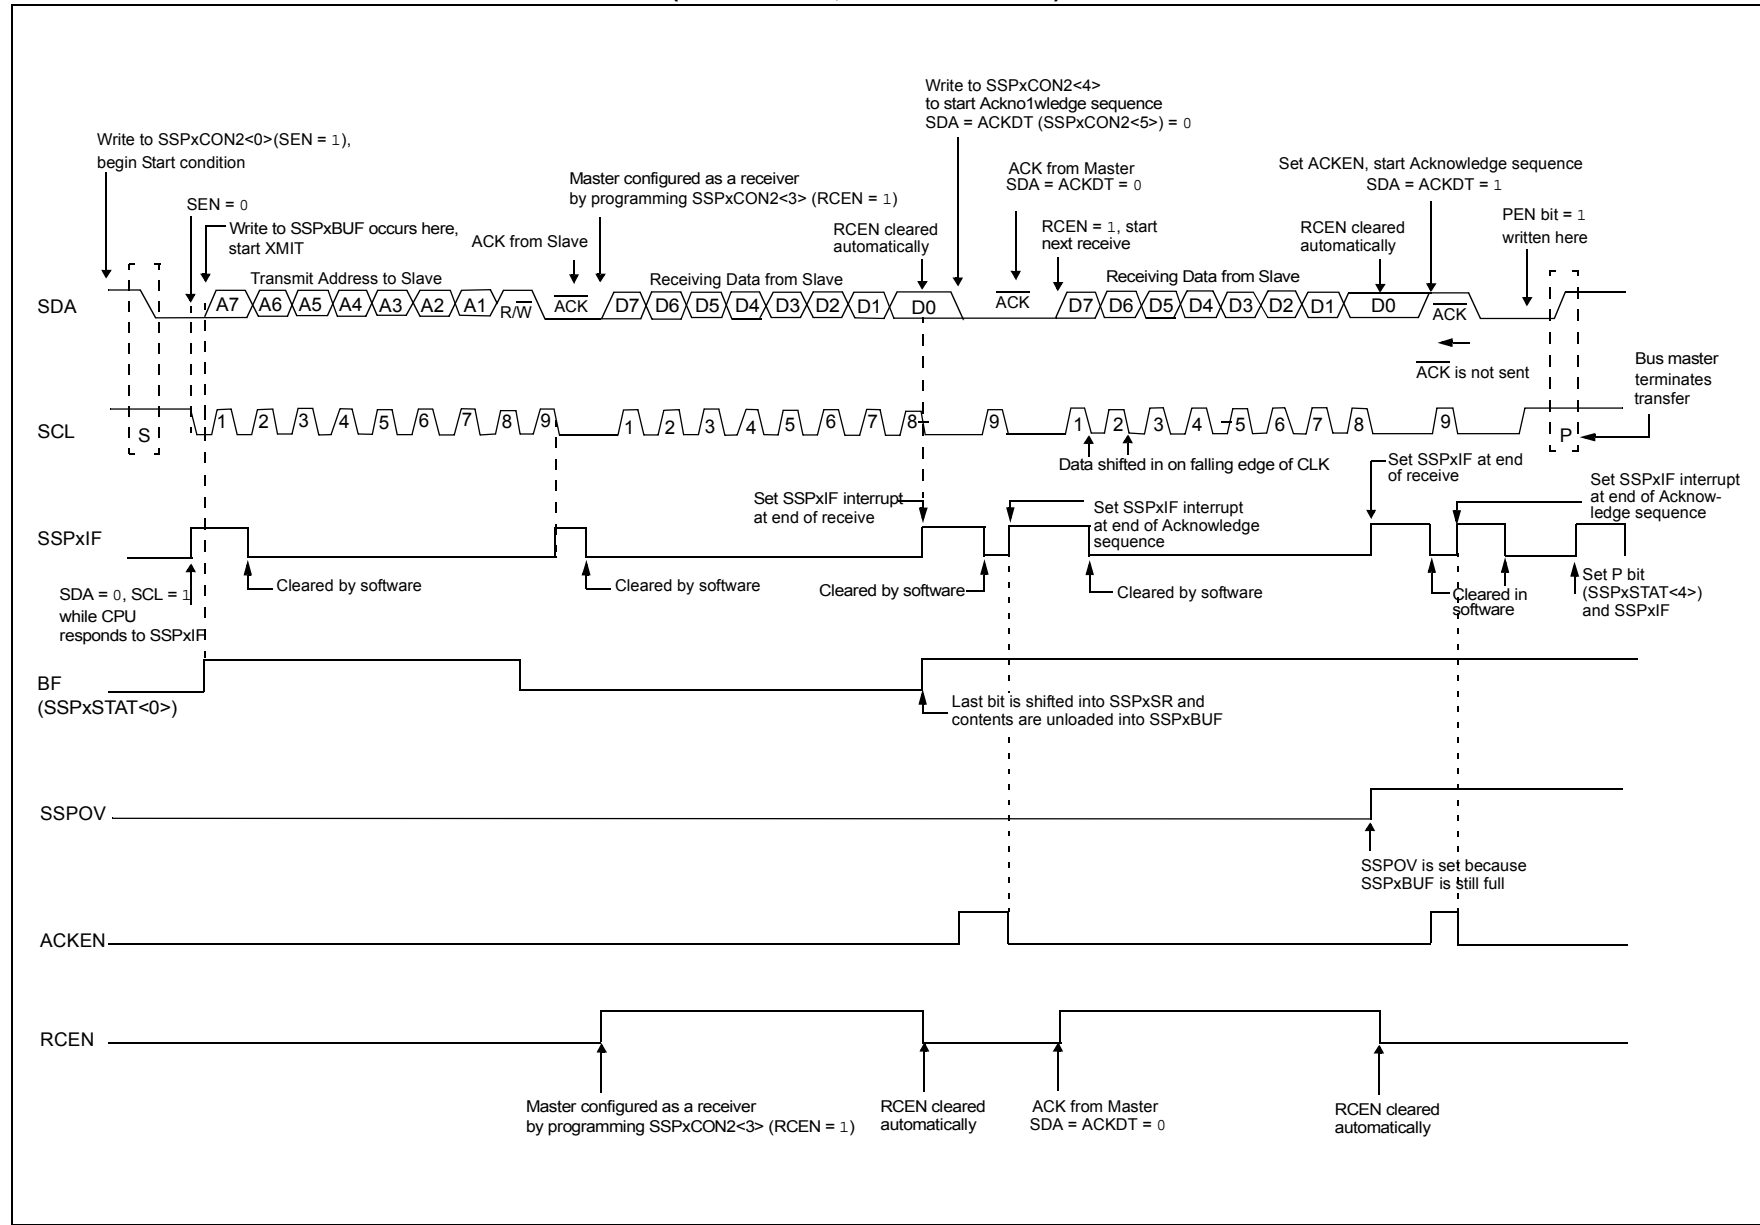 Write to SSPxCON2<4>
to start Ackno1wledge sequence
SDA = ACKDT (SSPxCON2<5>) = 0
Write to SSPxCON2<0>(SEN = 1),
begin Start condition
ACK from Master
SDA = ACKDT = 0
Set ACKEN, start Acknowledge sequence
SDA = ACKDT = 1
Master configured as a receiver
by programming SSPxCON2<3> (RCEN = 1)
SEN = 0
Write to SSPxBUF occurs here,
start XMIT
ACK from Slave
RCEN cleared
automatically
RCEN = 1, start
next receive
RCEN cleared
automatically
PEN bit = 1
written here
Transmit Address to Slave
Receiving Data from Slave
Receiving Data from Slave
SDA
A7 A6 A5 A4 A3 A2 A1 R/W ACK D7 D6 D5 D4 D3 D2 D1 D0 ACK D7 D6 D5 D4 D3 D2 D1 D0 ACK
ACK is not sent
Bus master
terminates
transfer
SCL
S 1 2 3 4 5 6 7 8 9 1 2 3 4 5 6 7 8 9 1 2 3 4 5 6 7 8 9 P
Data shifted in on falling edge of CLK
Set SSPxIF at end
of receive
Set SSPxIF interrupt
at end of receive
Set SSPxIF interrupt
at end of Acknowledge
sequence
Set SSPxIF interrupt
at end of Acknow-
ledge sequence
SSPxIF
Cleared by software
Cleared by software
Cleared by software
Cleared by software
Cleared in
software
Set P bit
(SSPxSTAT<4>)
and SSPxIF
SDA = 0, SCL = 1
while CPU
responds to SSPxIF
BF
(SSPxSTAT<0>)
Last bit is shifted into SSPxSR and
contents are unloaded into SSPxBUF
SSPOV
SSPOV is set because
SSPxBUF is still full
ACKEN
RCEN
Master configured as a receiver
by programming SSPxCON2<3> (RCEN = 1)
RCEN cleared
automatically
ACK from Master
SDA = ACKDT = 0
RCEN cleared
automatically